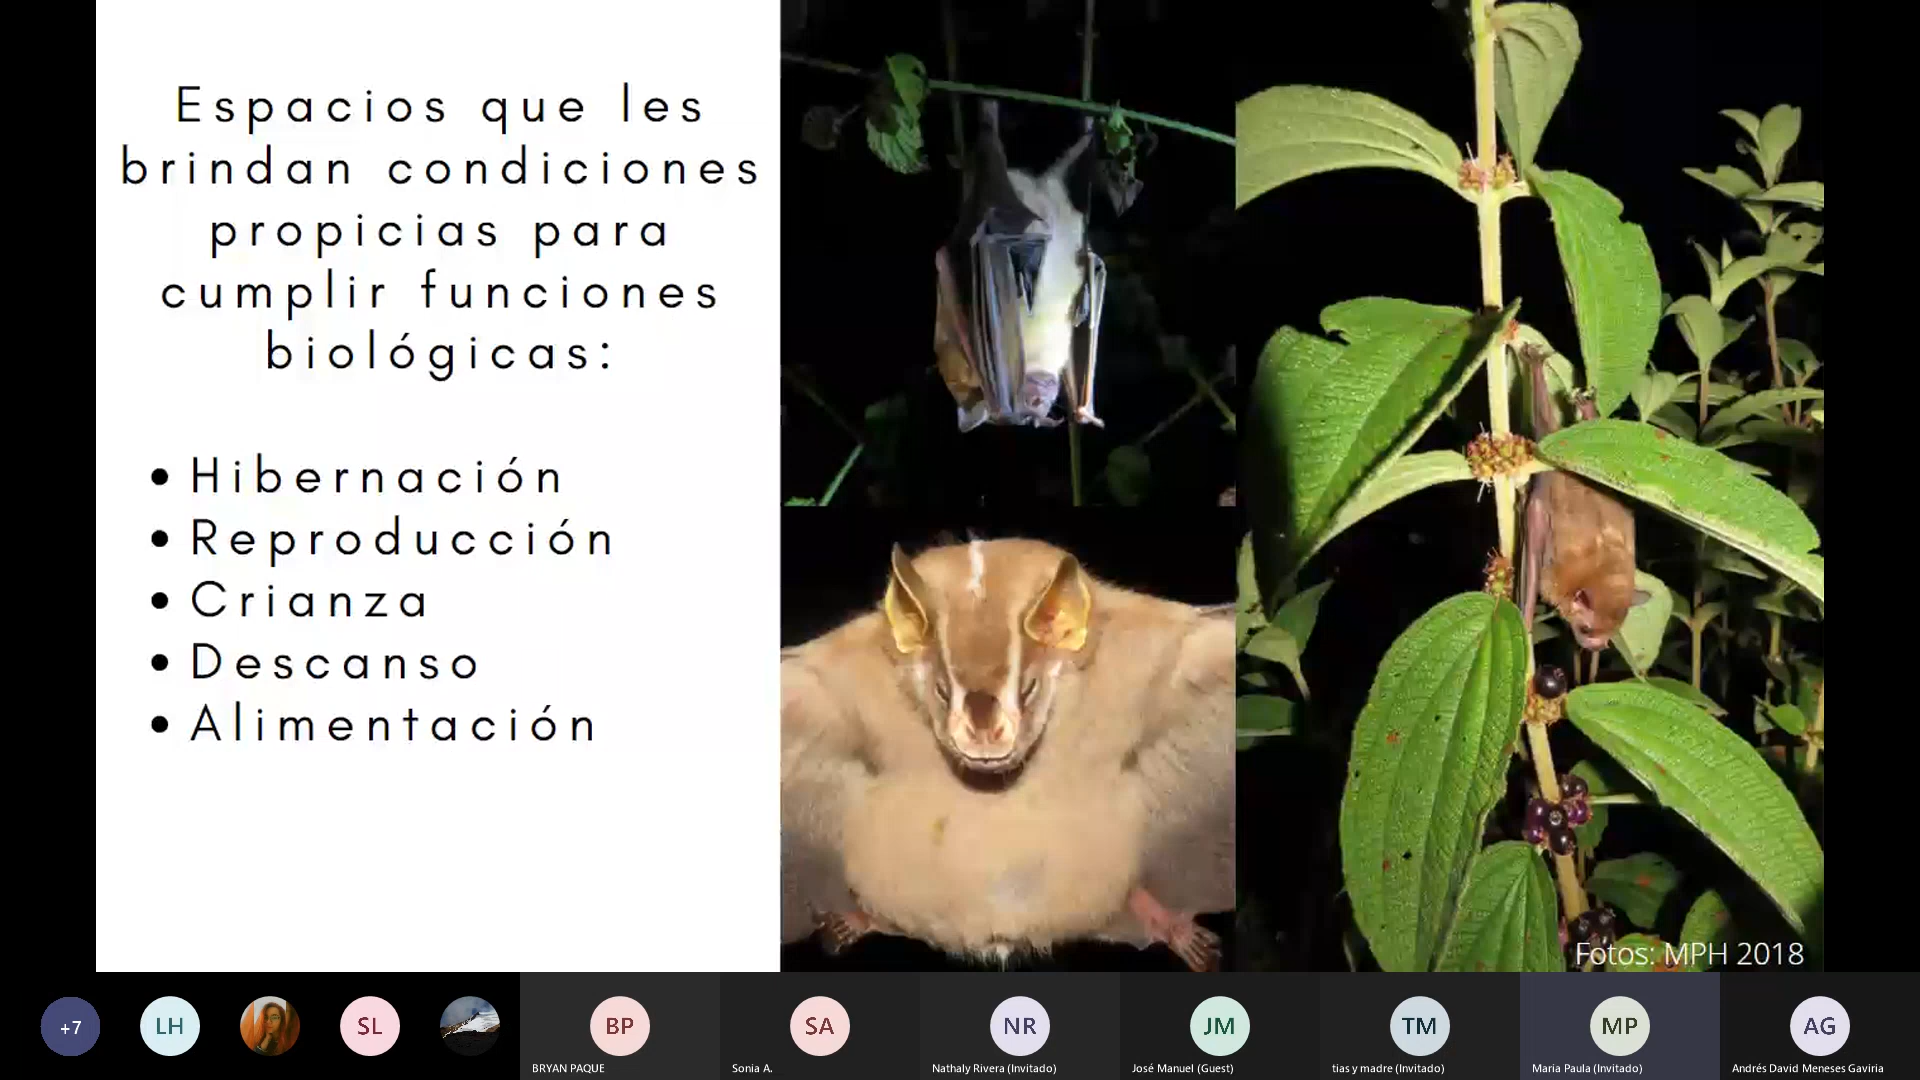 Espacios que les
brindan condiciones
propicias para
cumplir funciones
biológicas:
• Hibernación
• Reproducción
• Crianza
• Descanso
• Alimentación
Fotos: MPH 2018
+7
LH
SL
BP
SA
NR
JM
TM
MP
AG
BRYAN PAQUE
Sonia A.
Nathaly Rivera (Invitado)
José Manuel (Guest)
tias y madre (Invitado)
Maria Paula (Invitado)
Andrés David Meneses Gaviria